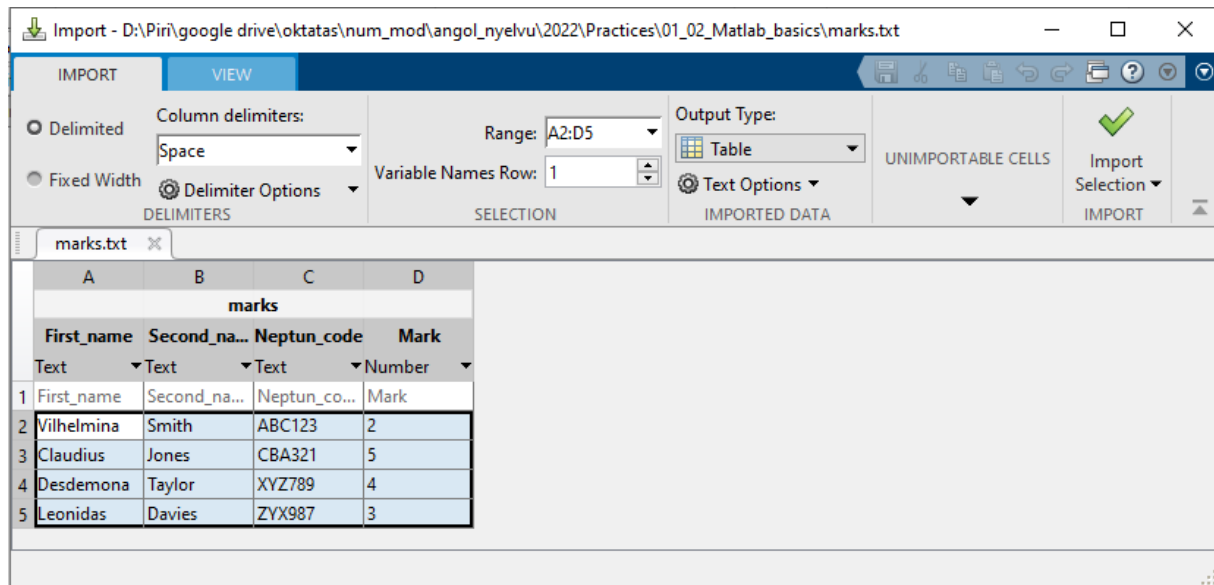 Import - D:\Piri\google drive\oktatas\num_mod\angol_nyelvu\2022\Practices\01_02_Matlab_basics\marks.txt
IMPORT VIEW
Delimited
Fixed Width
Column delimiters:
Space
Delimiter Options
DELIMITERS
Range: A2:D5
Variable Names Row: 1
SELECTION
Output Type:
Table
Text Options
IMPORTED DATA
UNIMPORTABLE CELLS
Import
Selection
IMPORT
marks.txt
A B C D
marks
First_name Second_na... Neptun_code Mark
Text Text Text Number
1 First_name Second_na... Neptun_co... Mark
2 Vilhelmina Smith ABC123 2
3 Claudius Jones CBA321 5
4 Desdemona Taylor XYZ789 4
5 Leonidas Davies ZYX987 3